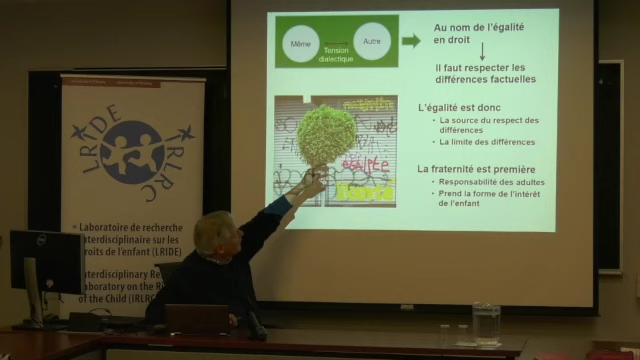 LRIDE
IRLRC
Laboratoire de recherche
Interdisciplinaire sur les
Droits de l'enfant (LRIDE)
Interdisciplinary
Laboratory on the
of the Child (IRLRC)
Même
Autre
Tension
dialectique
Au nom de l'égalité
en droit
Il faut respecter les
différences factuelles
L'égalité est donc
• La source du respect des
différences
• La limite des différences
La fraternité est première
• Responsabilité des adultes
• Prend la forme de l'intérêt
de l'enfant
DELL